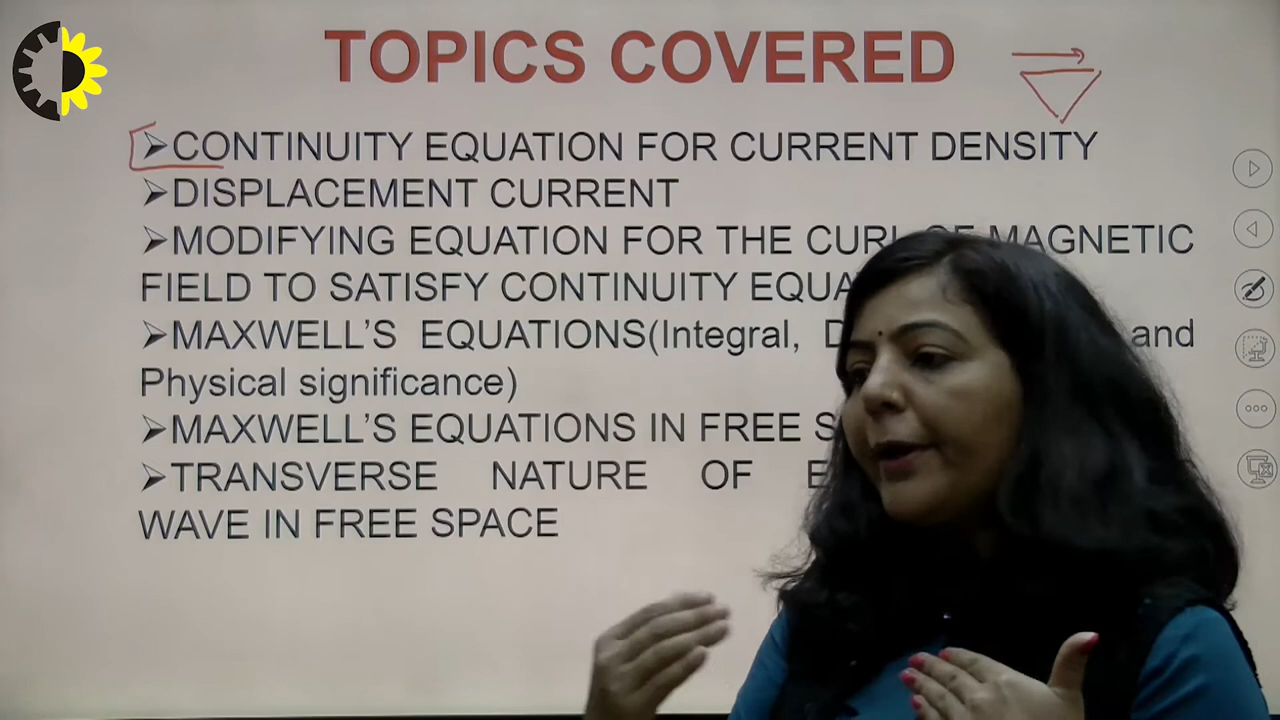 TOPICS COVERED
➢CONTINUITY EQUATION FOR CURRENT DENSITY
➢DISPLACEMENT CURRENT
➢MODIFYING EQUATION FOR THE CURL OF MAGNETIC
FIELD TO SATISFY CONTINUITY
➢MAXWELL'S EQUATIONS(Integral, and
Physical significance)
➢MAXWELL'S EQUATIONS IN FREE
➢TRANSVERSE NATURE OF
WAVE IN FREE SPACE